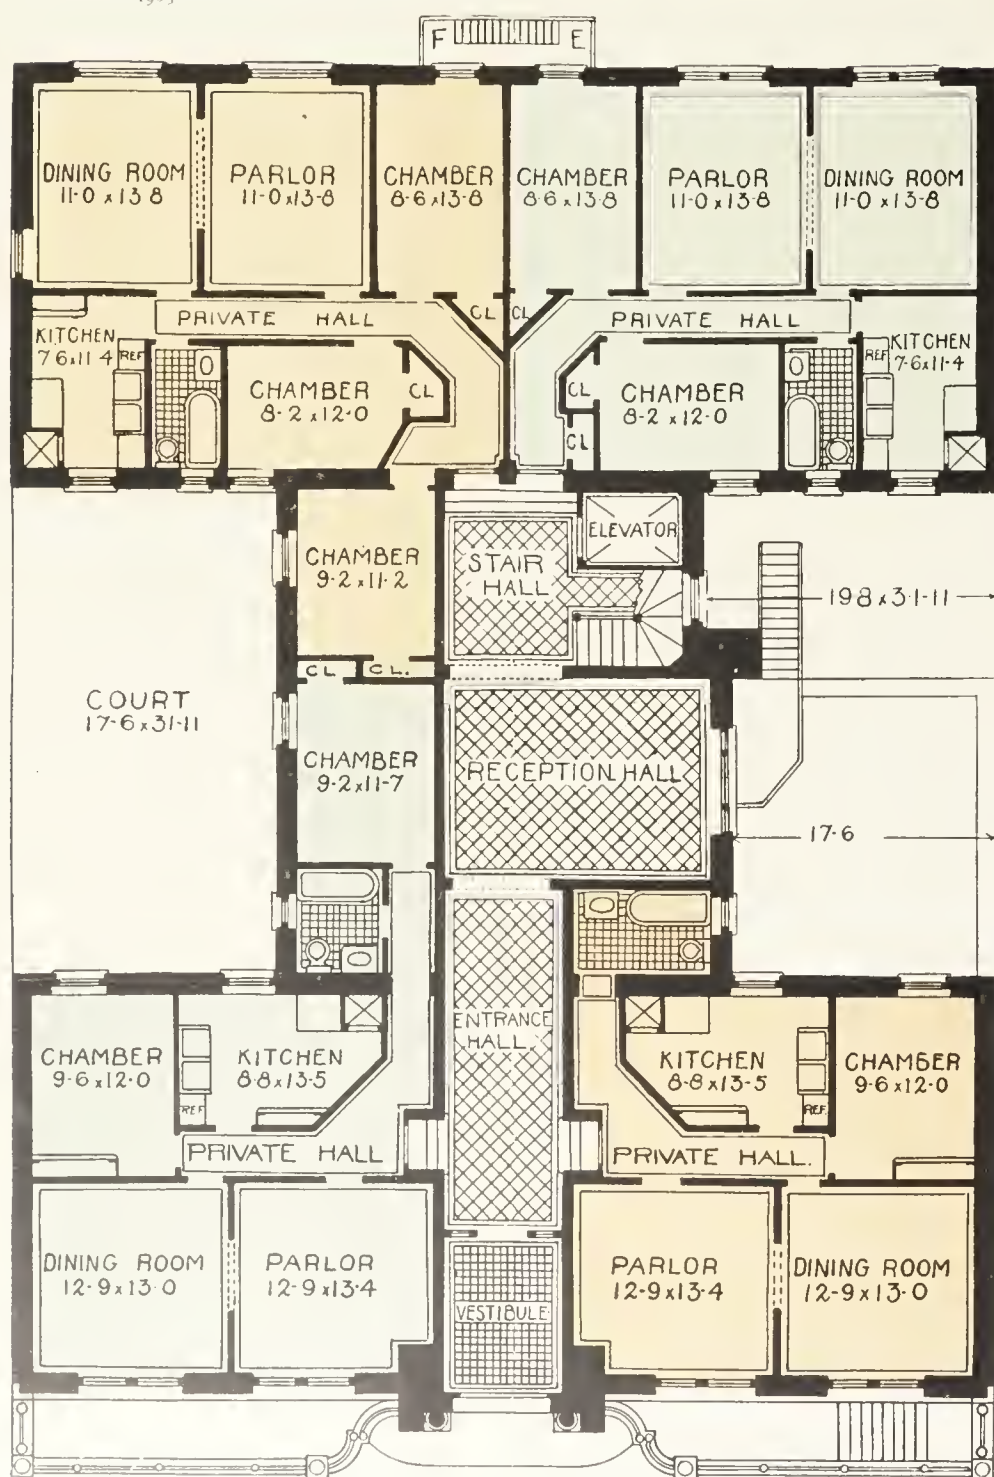 F E
DINING ROOM
11-0 x 13-8
PARLOR
11-0 x 13-8
CHAMBER
8-6 x 13-8
CHAMBER
8-6 x 13-8
PARLOR
11-0 x 13-8
DINING ROOM
11-0 x 13-8
KITCHEN
7-6 x 11-4
REF
PRIVATE HALL
CL
CL
PRIVATE HALL
REF
KITCHEN
7-6 x 11-4
CHAMBER
8-2 x 12-0
CL
CL
CL
CHAMBER
8-2 x 12-0
CHAMBER
9-2 x 11-2
STAIR
HALL
ELEVATOR
198 x 31-11
CL
CL.
COURT
17-6 x 31-11
CHAMBER
9-2 x 11-7
RECEPTION HALL
17-6
ENTRANCE
HALL.
CHAMBER
9-6 x 12-0
KITCHEN
8-8 x 13-5
REF
PRIVATE HALL
KITCHEN
8-8 x 13-5
REF.
CHAMBER
9-6 x 12-0
PRIVATE HALL.
DINING ROOM
12-9 x 13-0
PARLOR
12-9 x 13-4
VESTIBULE
PARLOR
12-9 x 13-4
DINING ROOM
12-9 x 13-0